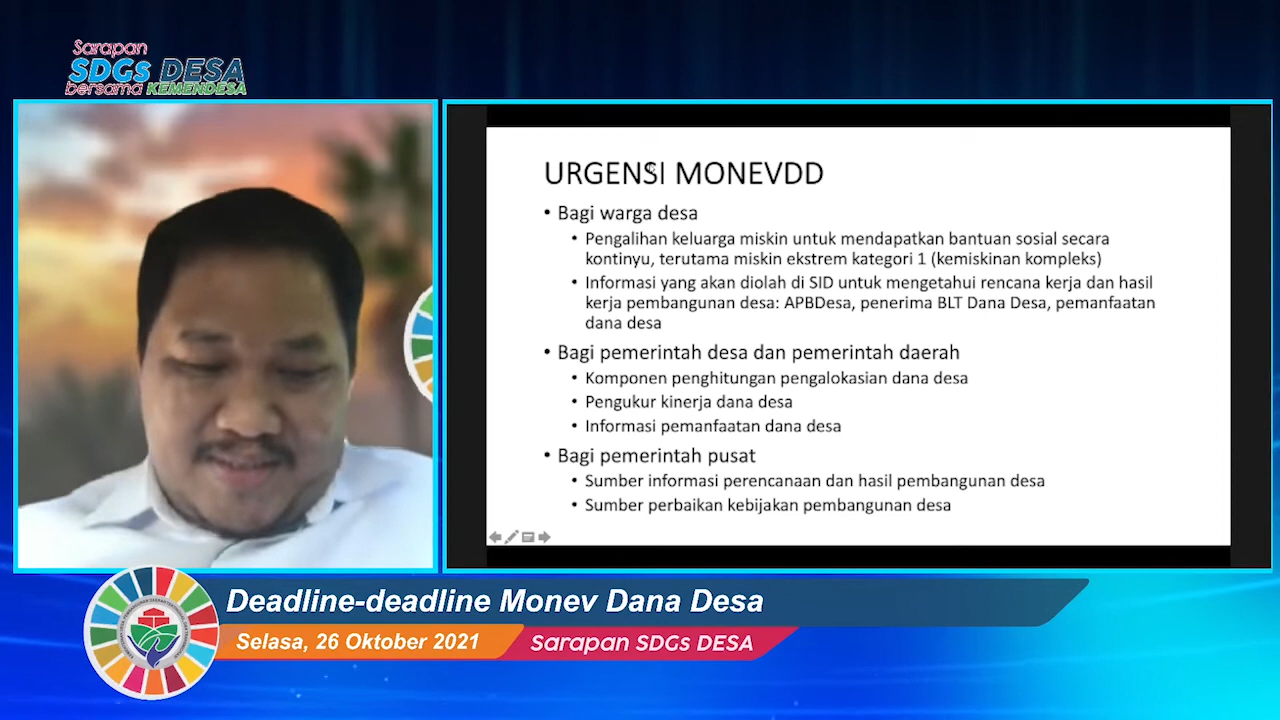 Sarapan
SDGs DESA
bersama KEMENDESA
URGENSI MONEVDD
• Bagi warga desa
• Pengalihan keluarga miskin untuk mendapatkan bantuan sosial secara
kontinyu, terutama miskin ekstrem kategori 1 (kemiskinan kompleks)
• Informasi yang akan diolah di SID untuk mengetahui rencana kerja dan hasil
kerja pembangunan desa: APBDesa, penerima BLT Dana Desa, pemanfaatan
dana desa
• Bagi pemerintah desa dan pemerintah daerah
• Komponen penghitungan pengalokasian dana desa
• Pengukur kinerja dana desa
• Informasi pemanfaatan dana desa
• Bagi pemerintah pusat
• Sumber informasi perencanaan dan hasil pembangunan desa
• Sumber perbaikan kebijakan pembangunan desa
Deadline-deadline Monev Dana Desa
Selasa, 26 Oktober 2021
Sarapan SDGs DESA